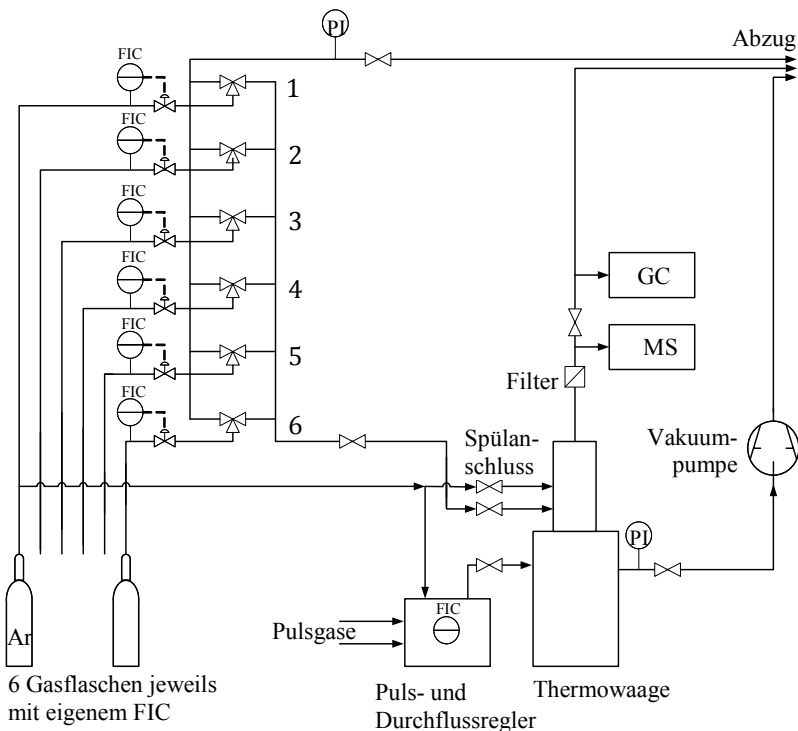 PI
Abzug
FIC
1
FIC
2
FIC
3
FIC
4
FIC
5
FIC
6
GC
MS
Filter
Spülan-
schluss
Vakuum-
pumpe
PI
FIC
Ar
Pulsgase
6 Gasflaschen jeweils
mit eigenem FIC
Puls- und
Durchflussregler
Thermowaage